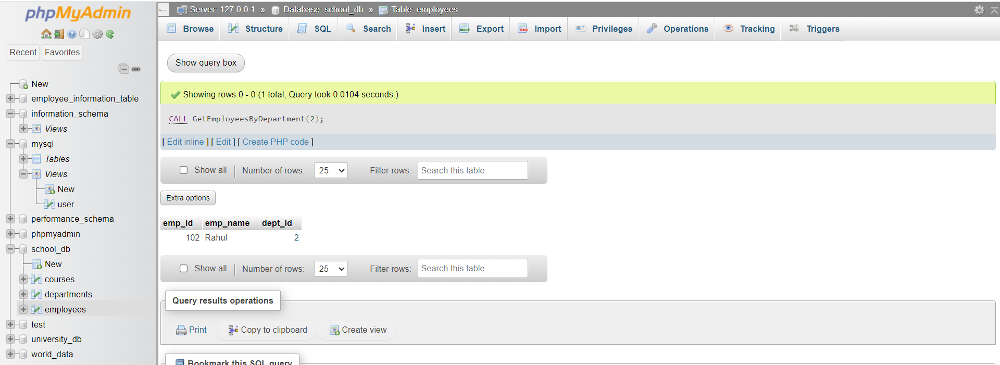 phpMyAdmin
Recent Favorites
New
employee_information_table
information_schema
Views
mysql
Tables
Views
New
user
performance_schema
phpmyadmin
school_db
New
courses
departments
employees
test
university_db
world_data
← Server: 127.0.0.1 » Database: school_db » Table: employees
Browse Structure SQL Search Insert Export Import Privileges Operations Tracking Triggers
Show query box
Showing rows 0 - 0 (1 total, Query took 0.0104 seconds.)
CALL GetEmployeesByDepartment(2);
[ Edit inline ] [ Edit ] [ Create PHP code ]
Show all | Number of rows: 25 Filter rows: Search this table
Extra options
emp_id emp_name dept_id
102 Rahul 2
Show all | Number of rows: 25 Filter rows: Search this table
Query results operations
Print Copy to clipboard Create view
Bookmark this SQL query